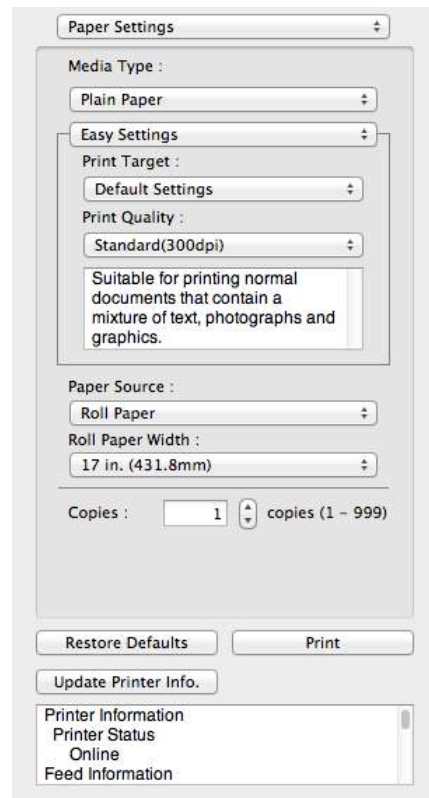 Paper Settings
Media Type :
Plain Paper
Easy Settings
Print Target :
Default Settings
Print Quality :
Standard(300dpi)
Suitable for printing normal
documents that contain a
mixture of text, photographs and
graphics.
Paper Source :
Roll Paper
Roll Paper Width :
17 in. (431.8mm)
Copies : 1 copies (1 – 999)
Restore Defaults Print
Update Printer Info.
Printer Information
Printer Status
Online
Feed Information